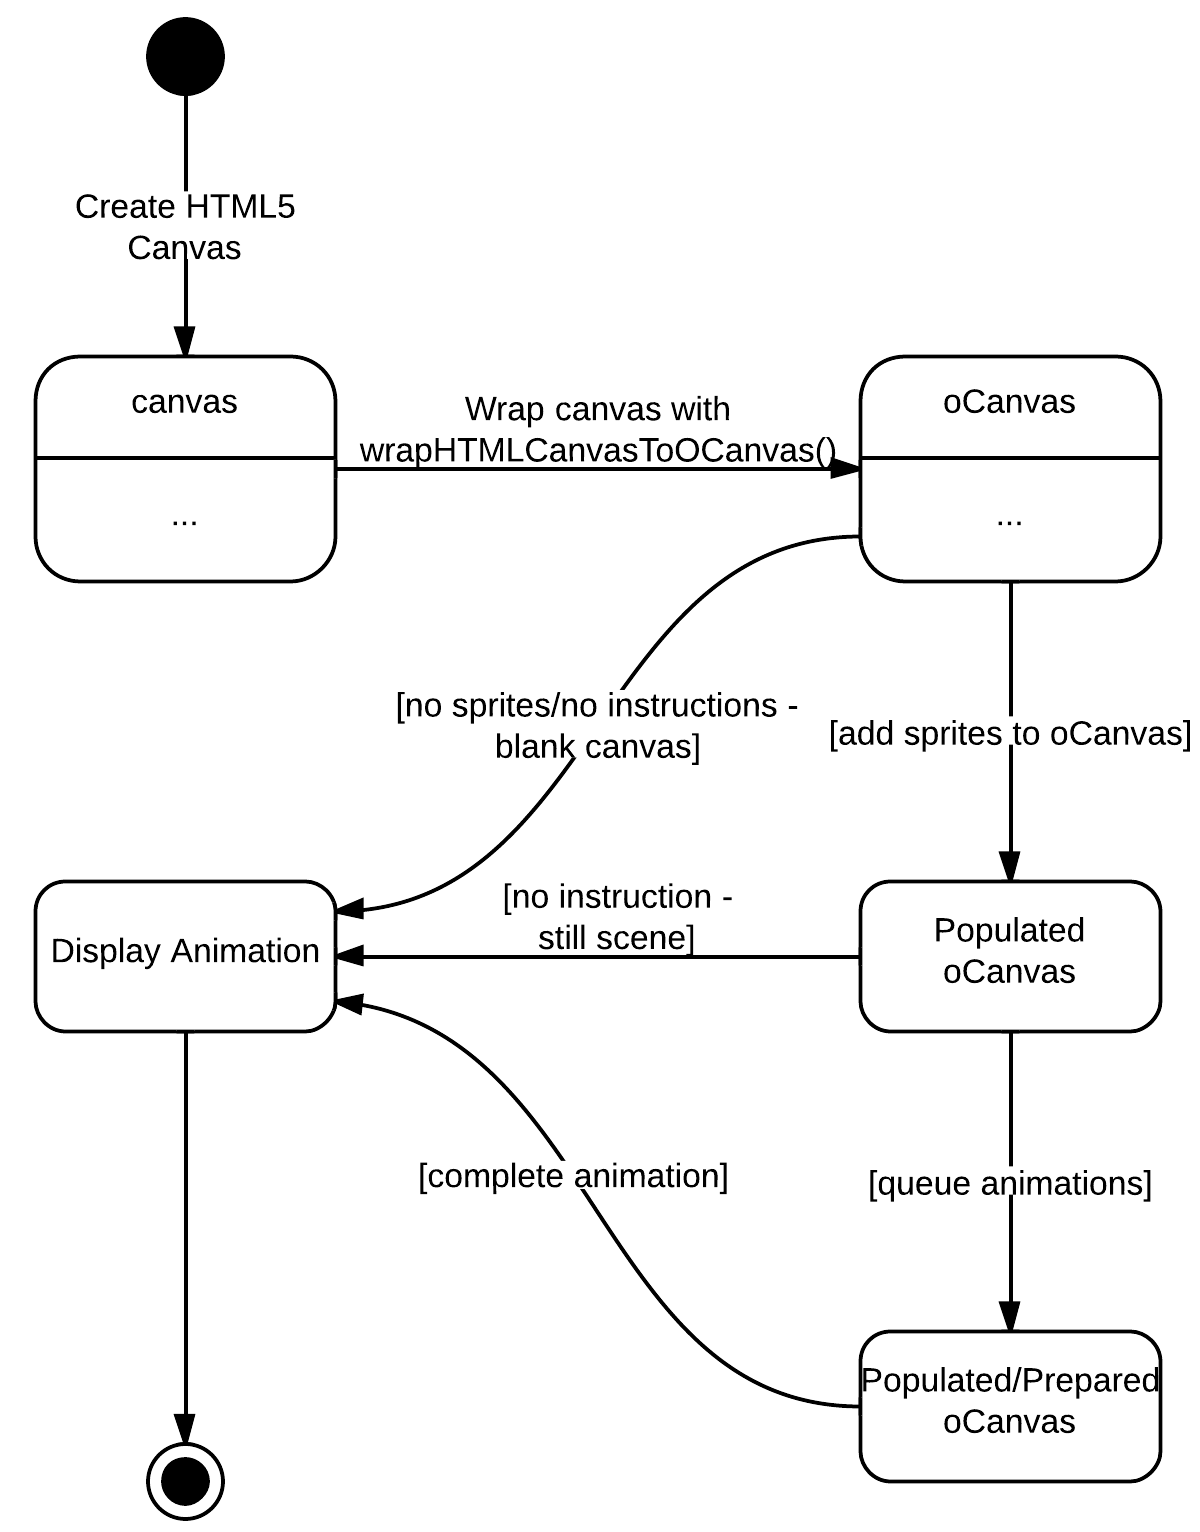 Create HTML5
Canvas
canvas
...
Wrap canvas with
wrapHTMLCanvasToOCanvas()
oCanvas
...
[no sprites/no instructions -
blank canvas]
[add sprites to oCanvas]
Display Animation
[no instruction -
still scene]
Populated
oCanvas
[complete animation]
[queue animations]
Populated/Prepared
oCanvas